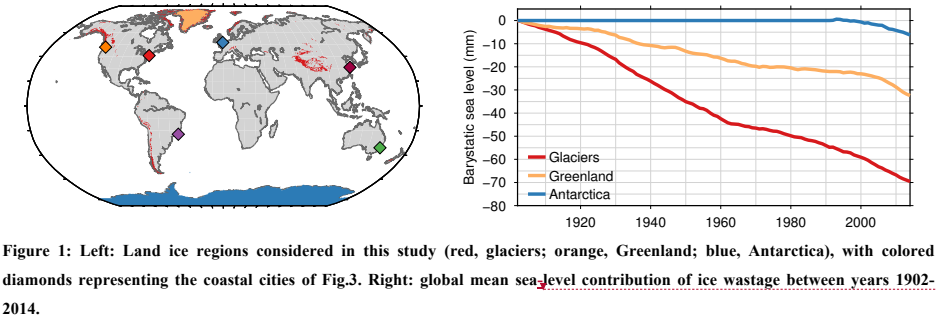 0
−10
−20
−30
−40
−50
−60
−70
−80
Barystatic sea level (mm)
Glaciers
Greenland
Antarctica
1920 1940 1960 1980 2000
Figure 1: Left: Land ice regions considered in this study (red, glaciers; orange, Greenland; blue, Antarctica), with colored
diamonds representing the coastal cities of Fig.3. Right: global mean sea-level contribution of ice wastage between years 1902-
2014.